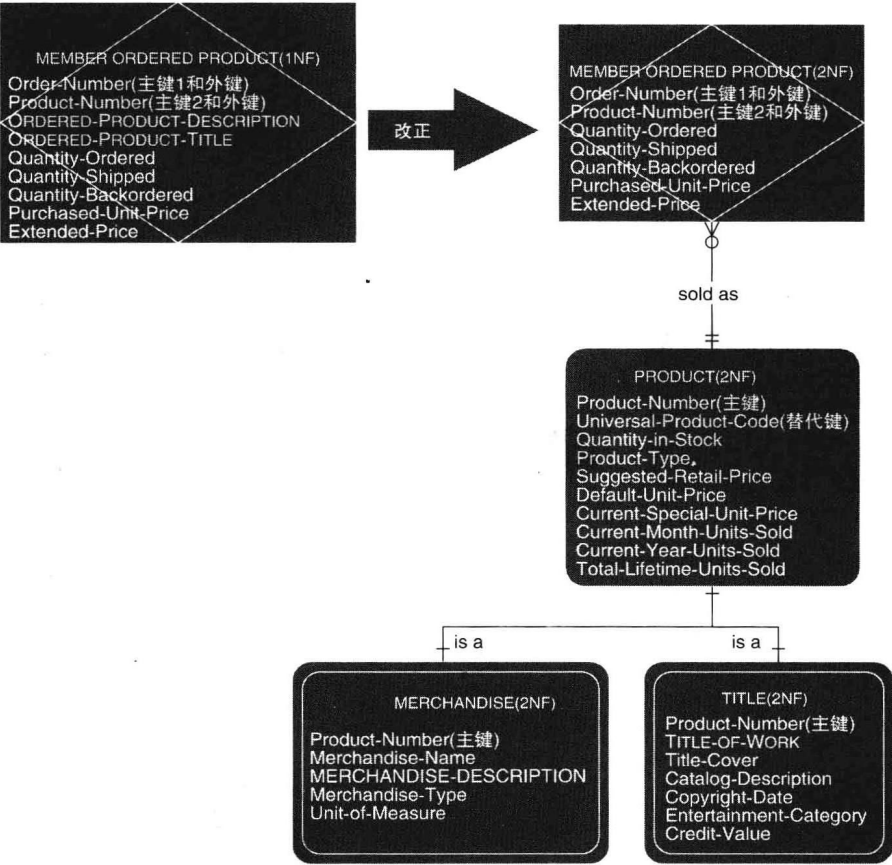 MEMBER ORDERED PRODUCT(1NF)
Order-Number(主键1和外键)
Product-Number(主键2和外键)
ORDERED-PRODUCT-DESCRIPTION
ORDERED-PRODUCT-TITLE
Quantity-Ordered
Quantity-Shipped
Quantity-Backordered
Purchased-Unit-Price
Extended-Price
改正
MEMBER ORDERED PRODUCT(2NF)
Order-Number(主键1和外键)
Product-Number(主键2和外键)
Quantity-Ordered
Quantity-Shipped
Quantity-Backordered
Purchased-Unit-Price
Extended-Price
sold as
PRODUCT(2NF)
Product-Number(主键)
Universal-Product-Code(替代键)
Quantity-in-Stock
Product-Type
Suggested-Retail-Price
Default-Unit-Price
Current-Special-Unit-Price
Current-Month-Units-Sold
Current-Year-Units-Sold
Total-Lifetime-Units-Sold
is a
is a
MERCHANDISE(2NF)
Product-Number(主键)
Merchandise-Name
MERCHANDISE-DESCRIPTION
Merchandise-Type
Unit-of-Measure
TITLE(2NF)
Product-Number(主键)
TITLE-OF-WORK
Title-Cover
Catalog-Description
Copyright-Date
Entertainment-Category
Credit-Value